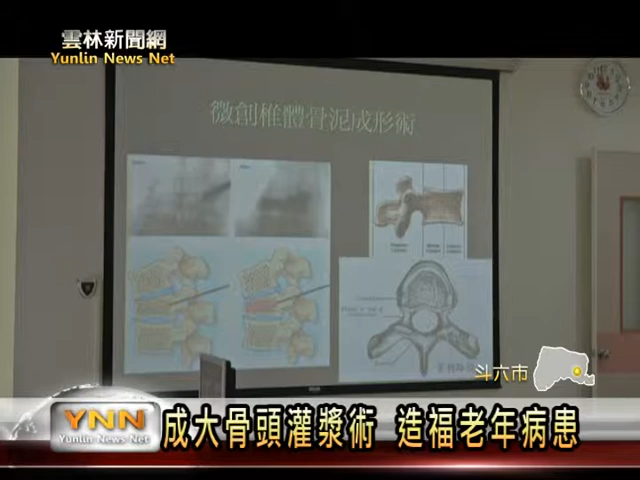 雲林新聞網
Yunlin News Net
微創椎體骨泥成形術
斗六市
YNN
Yunlin News Net
成大骨頭灌漿術 造福老年病患